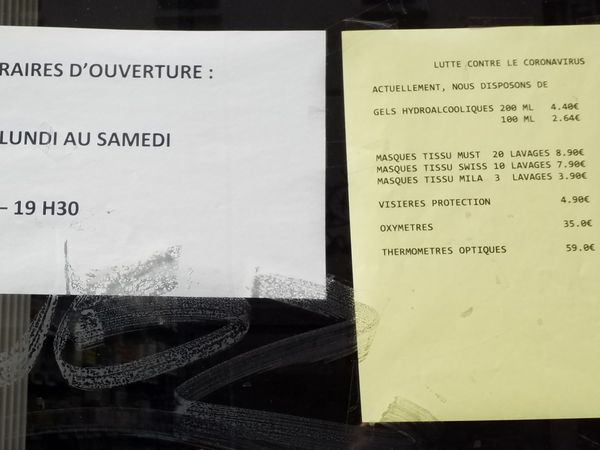 RAIRES D'OUVERTURE :
LUNDI AU SAMEDI
– 19 H30
LUTTE CONTRE LE CORONAVIRUS
ACTUELLEMENT, NOUS DISPOSONS DE
GELS HYDROALCOOLIQUES 200 ML 4.40€
100 ML 2.64€
MASQUES TISSU MUST 20 LAVAGES 8.90€
MASQUES TISSU SWISS 10 LAVAGES 7.90€
MASQUES TISSU MILA 3 LAVAGES 3.90€
VISIERES PROTECTION 4.90€
OXYMETRES 35.0€
THERMOMETRES OPTIQUES 59.0€